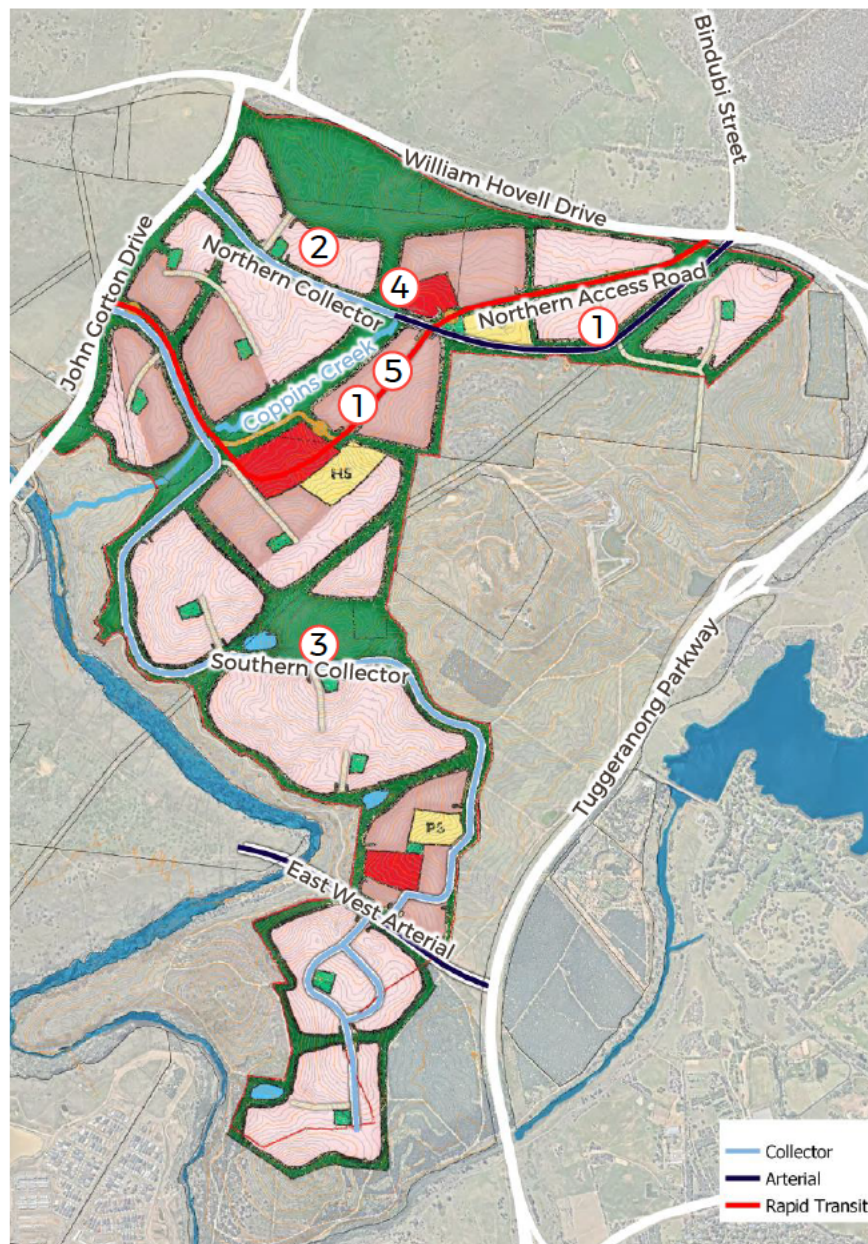 Bindubi Street
William Hovell Drive
John Gorton Drive
2
Northern Collector
4
Northern Access Road
1
Coppins Creek
5
1
HS
3
Southern Collector
Tuggeranong Parkway
PS
East West Arterial
Collector
Arterial
Rapid Transit